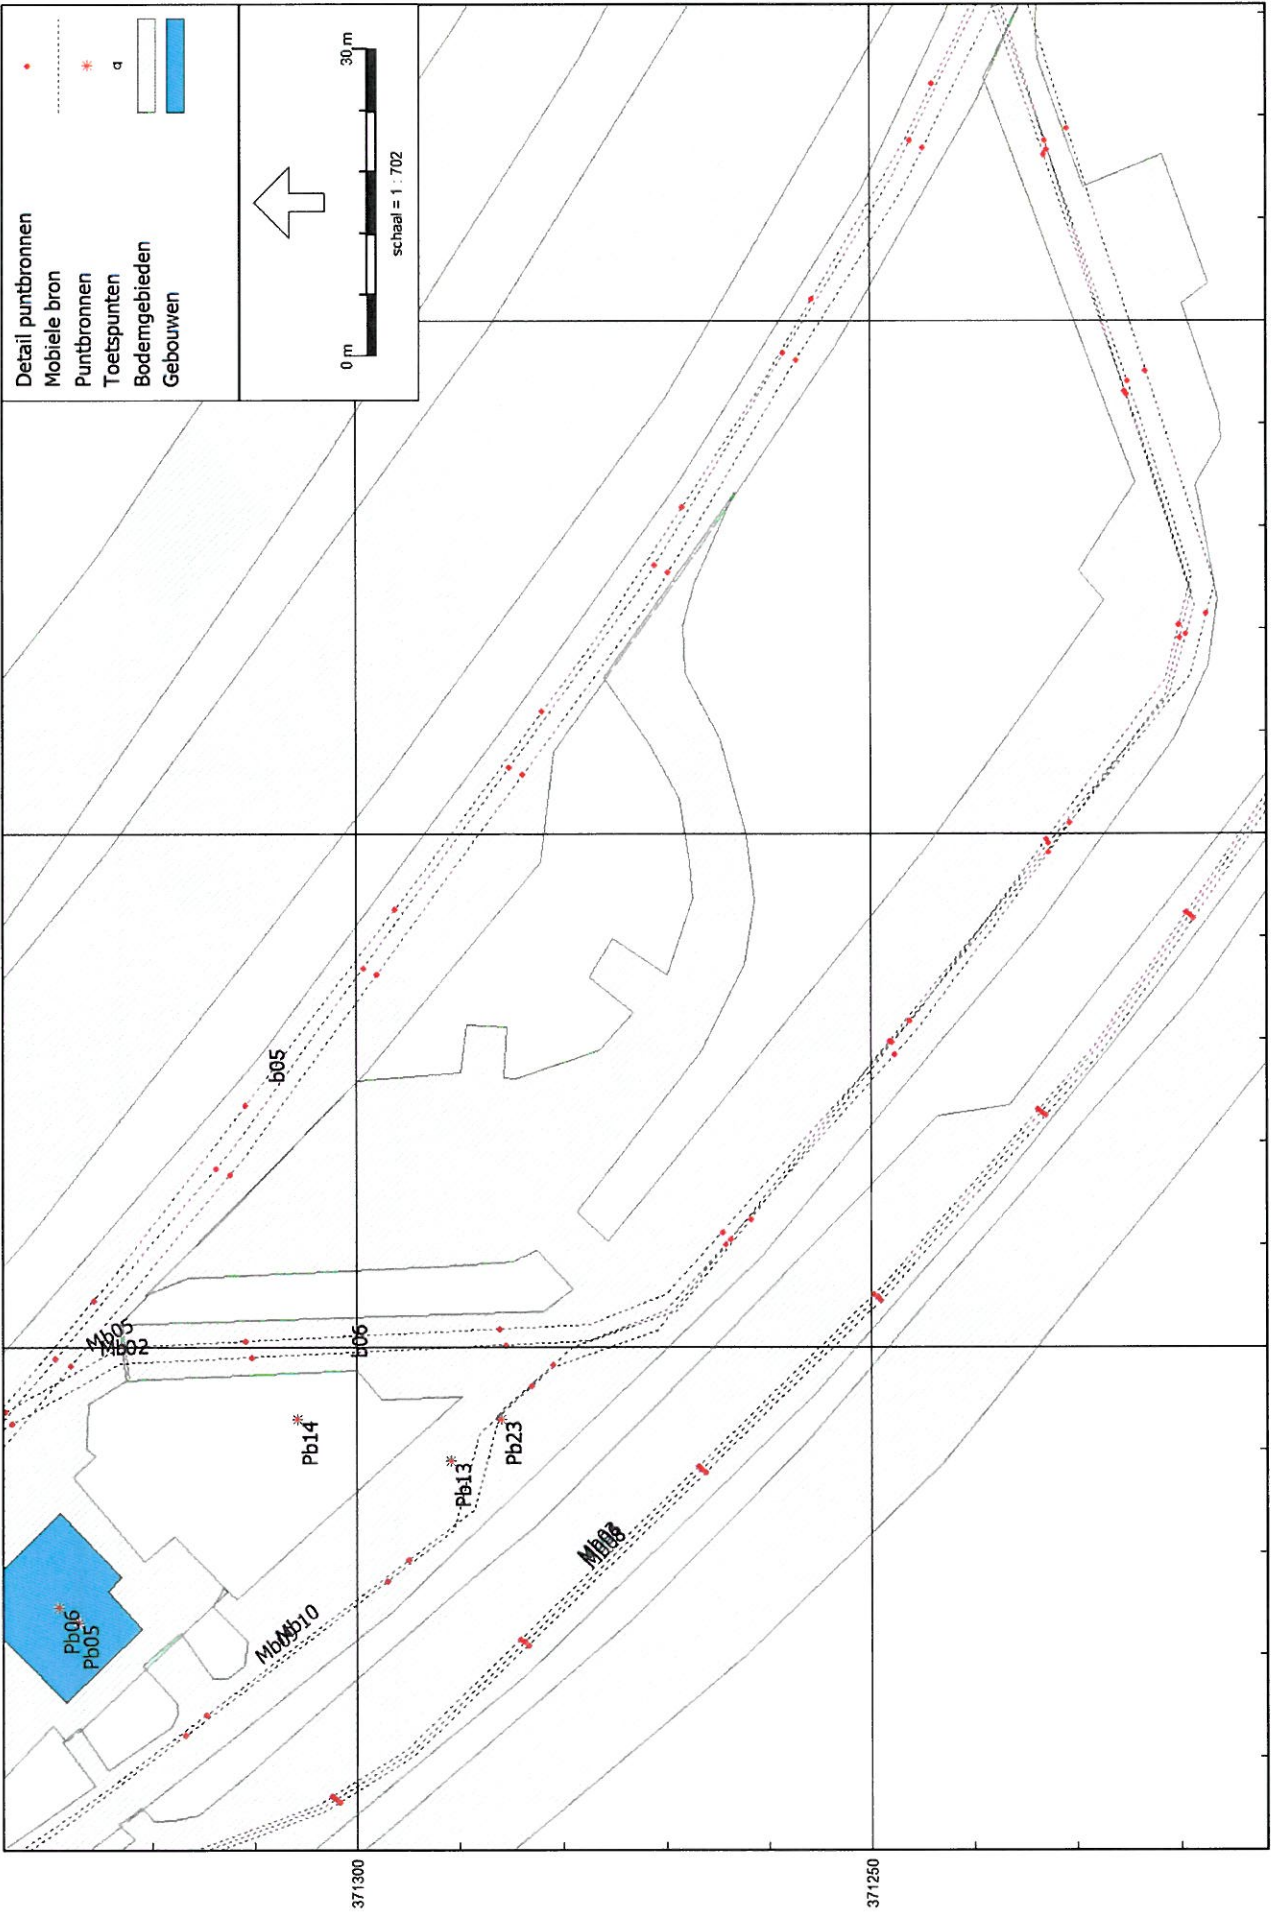 Detail puntbronnen
Mobiele bron
Puntbronnen
Toetspunten
Bodemgebieden
Gebouwen
0 m
30 m
schaal = 1 : 702
b05
Mb05
Mb02
b06
Pb14
Pb13
Pb23
Pb06
Pb05
Mb10
371300
371250